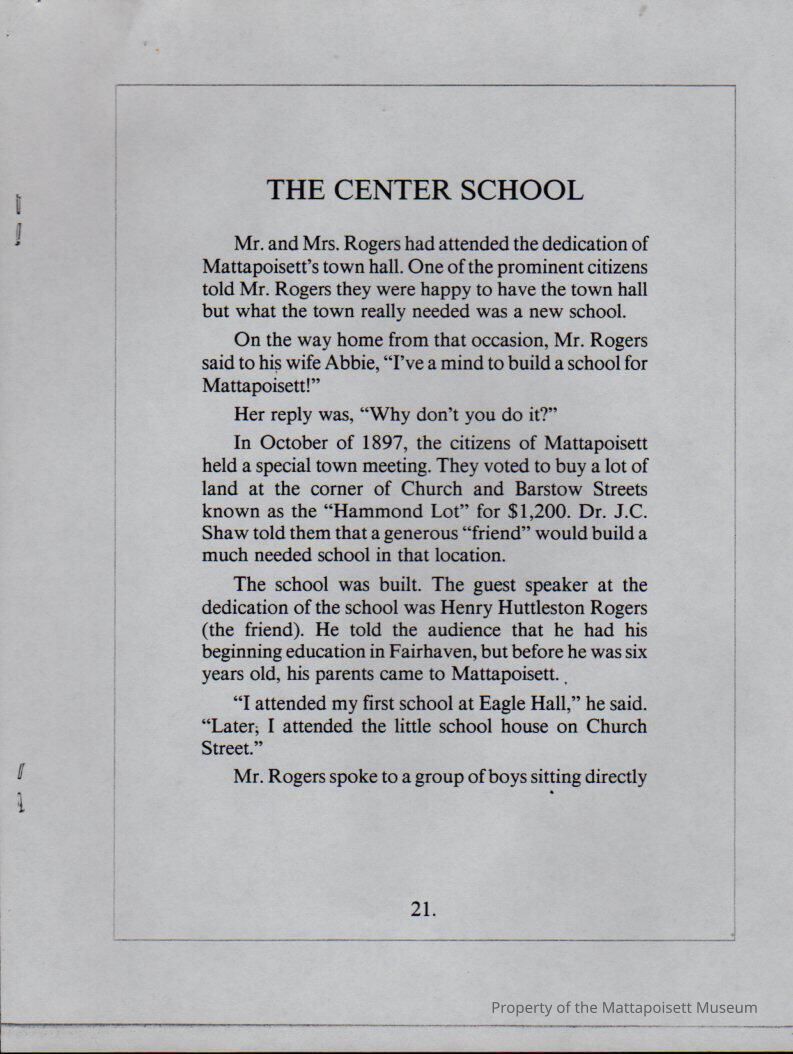 THE CENTER SCHOOL
Mr. and Mrs. Rogers had attended the dedication of
Mattapoisett's town hall. One of the prominent citizens
told Mr. Rogers they were happy to have the town hall
but what the town really needed was a new school.
On the way home from that occasion, Mr. Rogers
said to his wife Abbie, “I've a mind to build a school for
Mattapoisett!”
Her reply was, “Why don't you do it?”
In October of 1897, the citizens of Mattapoisett
held a special town meeting. They voted to buy a lot of
land at the corner of Church and Barstow Streets
known as the “Hammond Lot” for $1,200. Dr. J.C.
Shaw told them that a generous “friend” would build a
much needed school in that location.
The school was built. The guest speaker at the
dedication of the school was Henry Huttleston Rogers
(the friend). He told the audience that he had his
beginning education in Fairhaven, but before he was six
years old, his parents came to Mattapoisett.
“I attended my first school at Eagle Hall,” he said.
“Later, I attended the little school house on Church
Street.”
Mr. Rogers spoke to a group of boys sitting directly
21.
Property of the Mattapoisett Museum